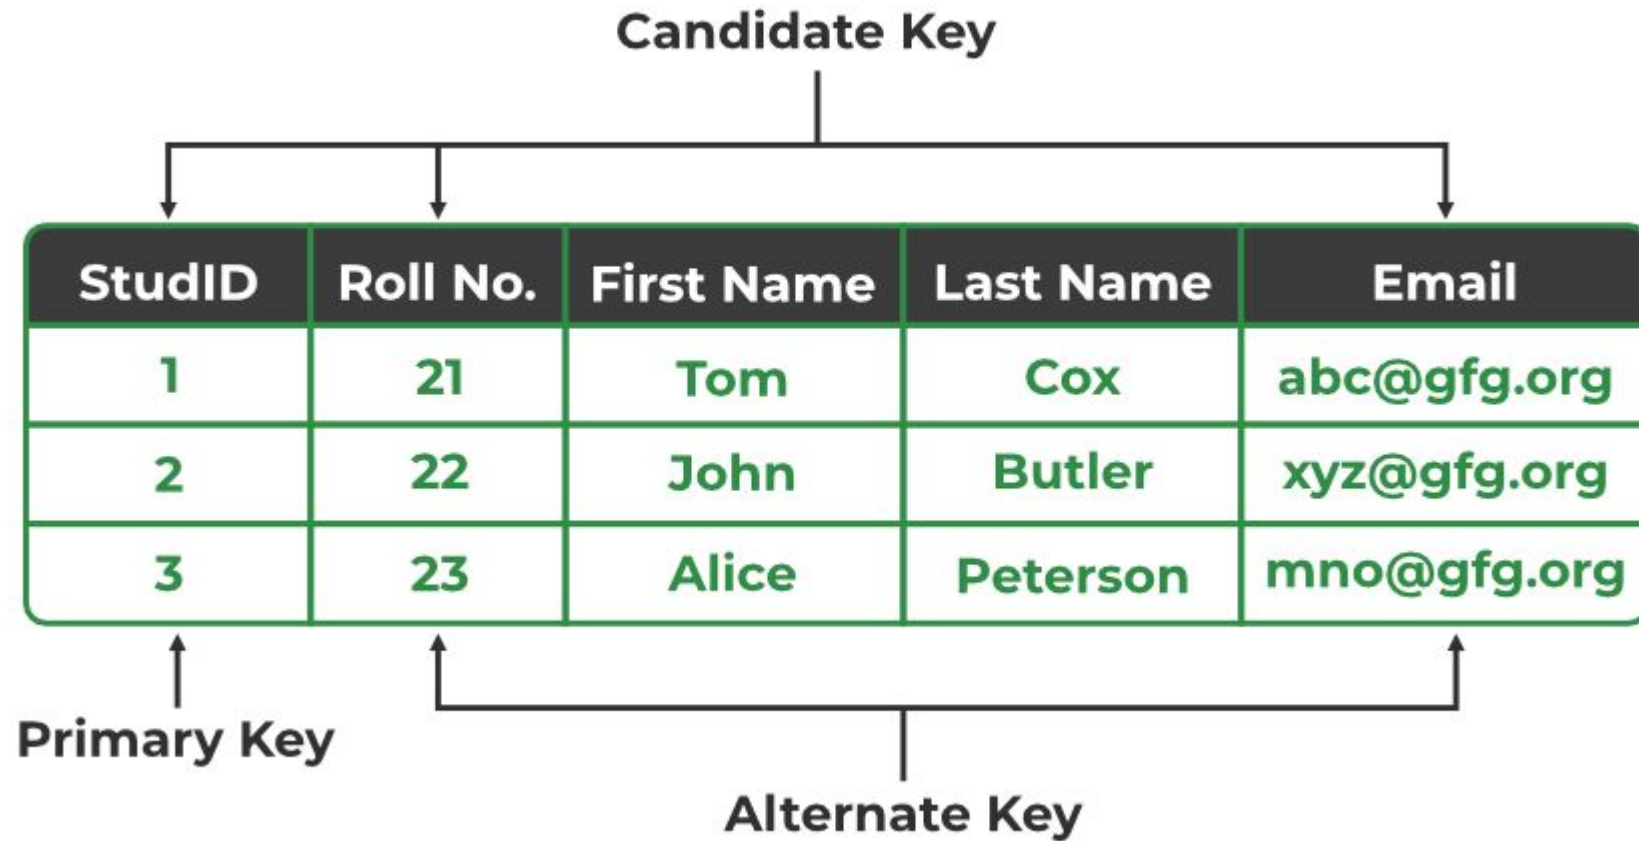 Candidate Key
StudID Roll No. First Name Last Name Email
1 21 Tom Cox abc@gfg.org
2 22 John Butler xyz@gfg.org
3 23 Alice Peterson mno@gfg.org
Primary Key
Alternate Key